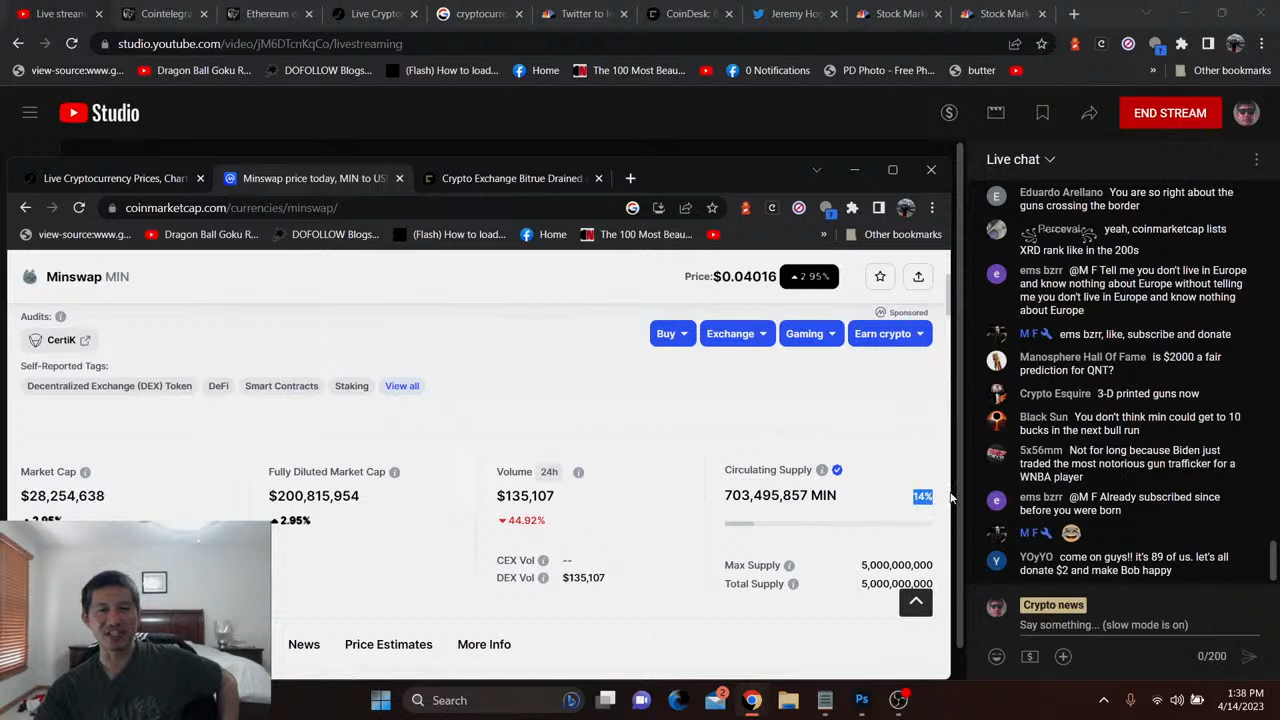 Live stream
Cointelegra
Ethereum o
Live Crypto
cryptocurre
Twitter to le
CoinDesk: B
Jeremy Hog
Stock Mark
Stock Mark
studio.youtube.com/video/jM6DTcnKqCo/livestreaming
view-source:www.g...
Dragon Ball Goku R...
DOFOLLOW Blogs...
(Flash) How to load...
Home
The 100 Most Beau...
0 Notifications
PD Photo - Free Ph...
butter
»
Other bookmarks
Studio
END STREAM
Live Cryptocurrency Prices, Chart
Minswap price today, MIN to US
Crypto Exchange Bitrue Drained
coinmarketcap.com/currencies/minswap/
view-source:www.g...
Dragon Ball Goku R...
DOFOLLOW Blogs...
(Flash) How to load...
Home
The 100 Most Beau...
»
Other bookmarks
Minswap MIN
Price: $0.04016
2.95%
Audits:
CertiK
Sponsored
Buy
Exchange
Gaming
Earn crypto
Self-Reported Tags:
Decentralized Exchange (DEX) Token
DeFi
Smart Contracts
Staking
View all
Market Cap
$28,254,638
2.95%
Fully Diluted Market Cap
$200,815,954
2.95%
Volume 24h
$135,107
44.92%
CEX Vol --
DEX Vol $135,107
Circulating Supply
703,495,857 MIN 14%
Max Supply 5,000,000,000
Total Supply 5,000,000,000
News
Price Estimates
More Info
Live chat
Eduardo Arellano You are so right about the
guns crossing the border
Perceval yeah, coinmarketcap lists
XRD rank like in the 200s
ems bzrr @M F Tell me you don't live in Europe
and know nothing about Europe without telling
me you don't live in Europe and know nothing
about Europe
M F ems bzrr, like, subscribe and donate
Manosphere Hall Of Fame is $2000 a fair
prediction for QNT?
Crypto Esquire 3-D printed guns now
Black Sun You don't think min could get to 10
bucks in the next bull run
5x56mm Not for long because Biden just
traded the most notorious gun trafficker for a
WNBA player
ems bzrr @M F Already subscribed since
before you were born
M F
YOyYO come on guys!! it's 89 of us. let's all
donate $2 and make Bob happy
Crypto news
Say something... (slow mode is on)
0/200
Search
2
1:38 PM
4/14/2023